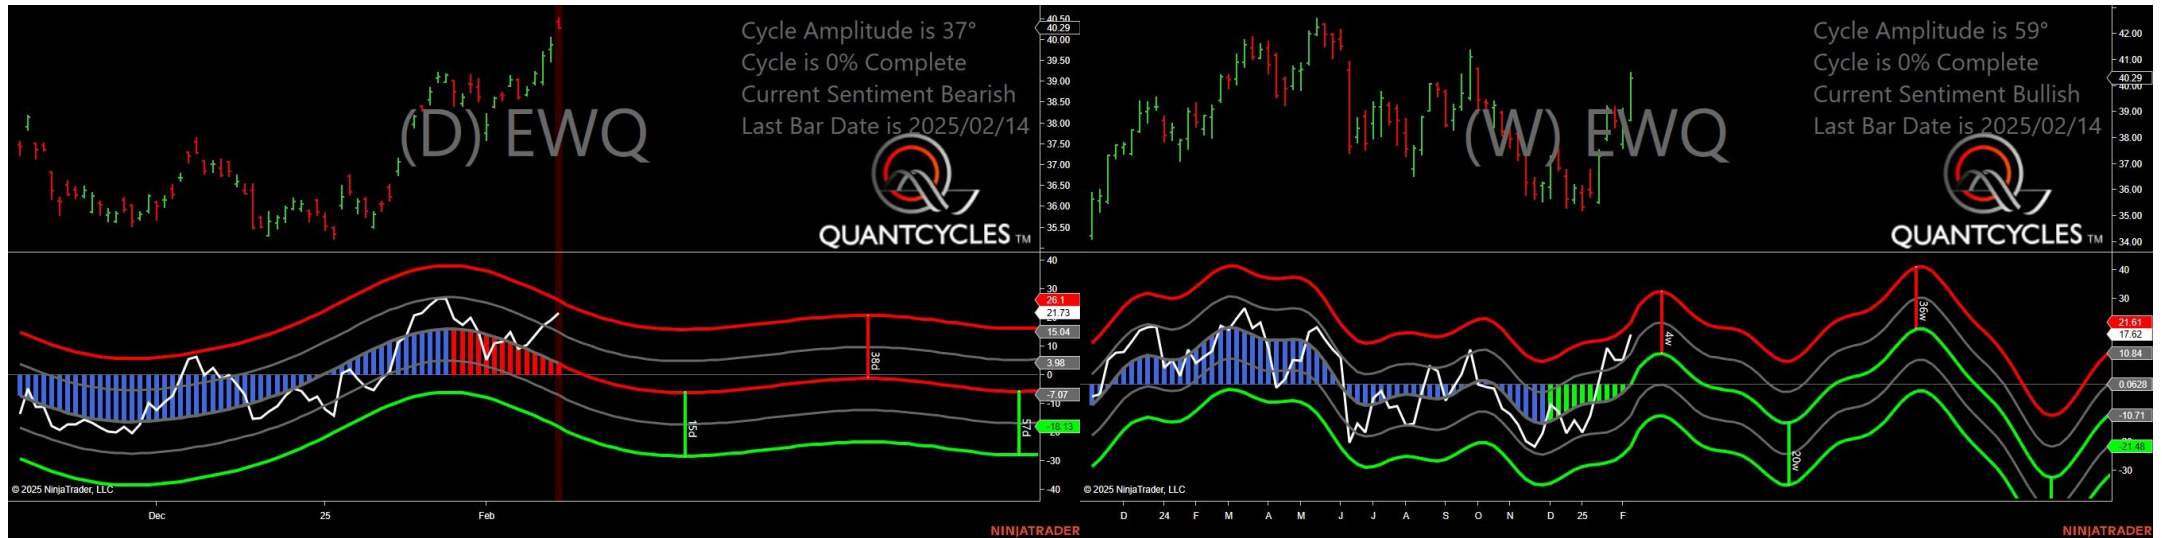 Cycle Amplitude is 37°
Cycle is 0% Complete
Current Sentiment Bearish
Last Bar Date is 2025/02/14
(D) EWQ
QUANTCYCLES TM
40.50
40.29
40.00
39.50
39.00
38.50
38.00
37.50
37.00
36.50
36.00
35.50
40
30
26.1
21.73
15.04
10
3.98
0
-7.07
-10
-18.13
-30
-40
38d
15d
57d
© 2025 NinjaTrader, LLC
Dec
25
Feb
NINJATRADER
Cycle Amplitude is 59°
Cycle is 0% Complete
Current Sentiment Bullish
Last Bar Date is 2025/02/14
(W) EWQ
QUANTCYCLES TM
42.00
41.00
40.29
40.00
39.00
38.00
37.00
36.00
35.00
34.00
40
30
21.61
17.62
10.84
0.0628
-10.71
-21.48
-30
4w
36w
20w
© 2025 NinjaTrader, LLC
D
24
F
M
A
M
J
J
A
S
O
N
D
25
F
NINJATRADER